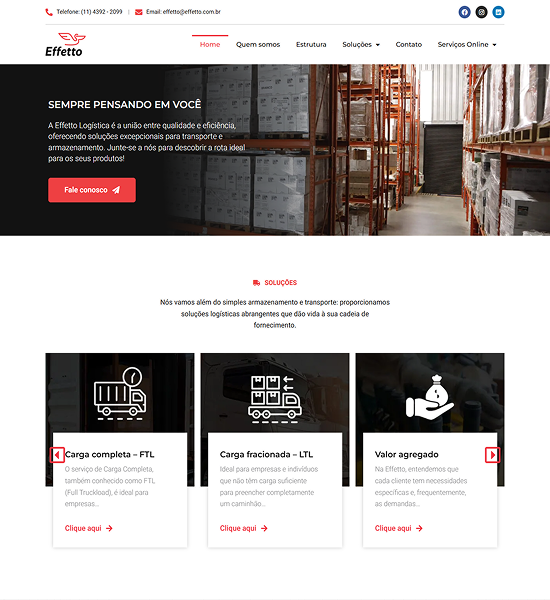 Telefone: (11) 4392 - 2099
Email: effetto@effetto.com.br
Effetto
Home
Quem somos
Estrutura
Soluções
Contato
Serviços Online
SEMPRE PENSANDO EM VOCÊ
A Effetto Logística é a união entre qualidade e eficiência,
oferecendo soluções excepcionais para transporte e
armazenamento. Junte-se a nós para descobrir a rota ideal
para os seus produtos!
Fale conosco
SOLUÇÕES
Nós vamos além do simples armazenamento e transporte: proporcionamos
soluções logísticas abrangentes que dão vida à sua cadeia de
fornecimento.
Carga completa – FTL
O serviço de Carga Completa,
também conhecido como FTL
(Full Truckload), é ideal para
empresas...
Clique aqui
Carga fracionada – LTL
Ideal para empresas e indivíduos
que não têm carga suficiente
para preencher completamente
um caminhão...
Clique aqui
Valor agregado
Na Effetto, entendemos que
cada cliente tem necessidades
específicas e, frequentemente,
as demandas...
Clique aqui